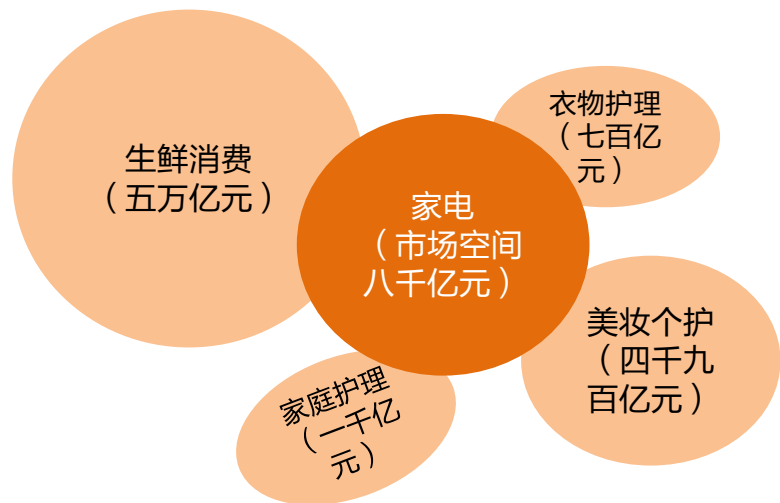 生鲜消费
（五万亿元）
家电
（市场空间
八千亿元）
衣物护理
（七百亿
元）
美妆个护
（四千九
百亿元）
家庭护理
（一千亿
元）